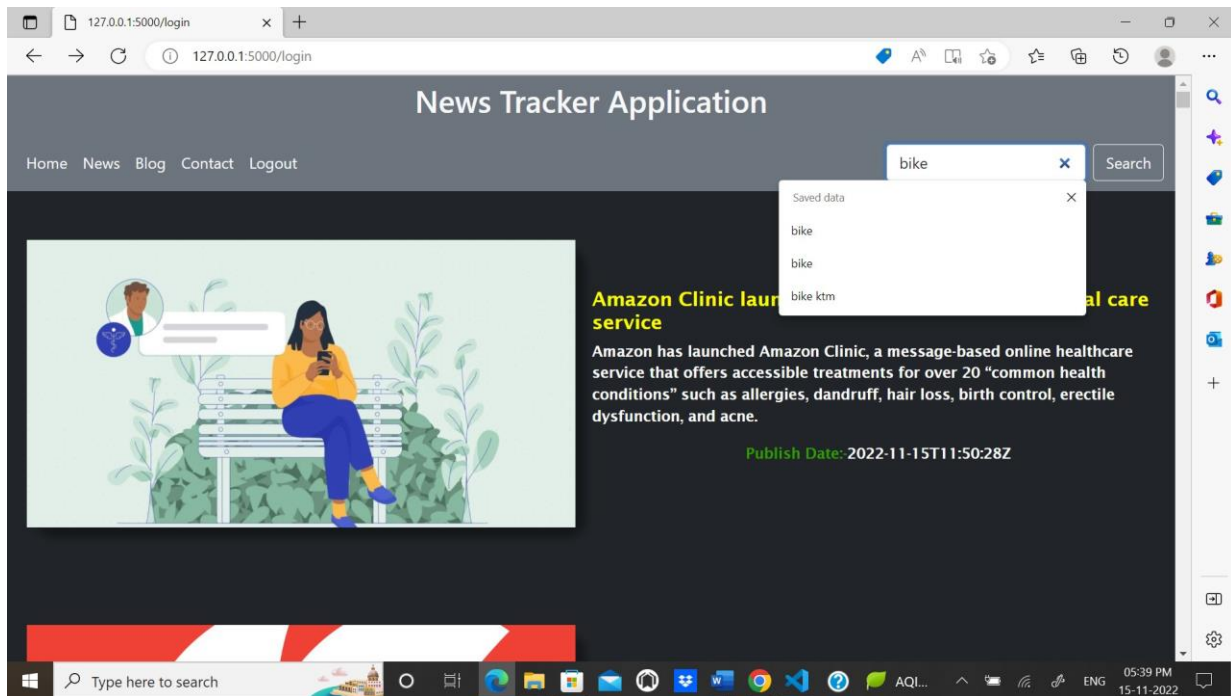 127.0.0.1:5000/login
127.0.0.1:5000/login
News Tracker Application
Home News Blog Contact Logout
bike
Search
Saved data
bike
bike
bike ktm
Amazon Clinic laun
al care
service
Amazon has launched Amazon Clinic, a message-based online healthcare
service that offers accessible treatments for over 20 “common health
conditions” such as allergies, dandruff, hair loss, birth control, erectile
dysfunction, and acne.
Publish Date:-2022-11-15T11:50:28Z
Type here to search
AQI...
ENG
05:39 PM
15-11-2022